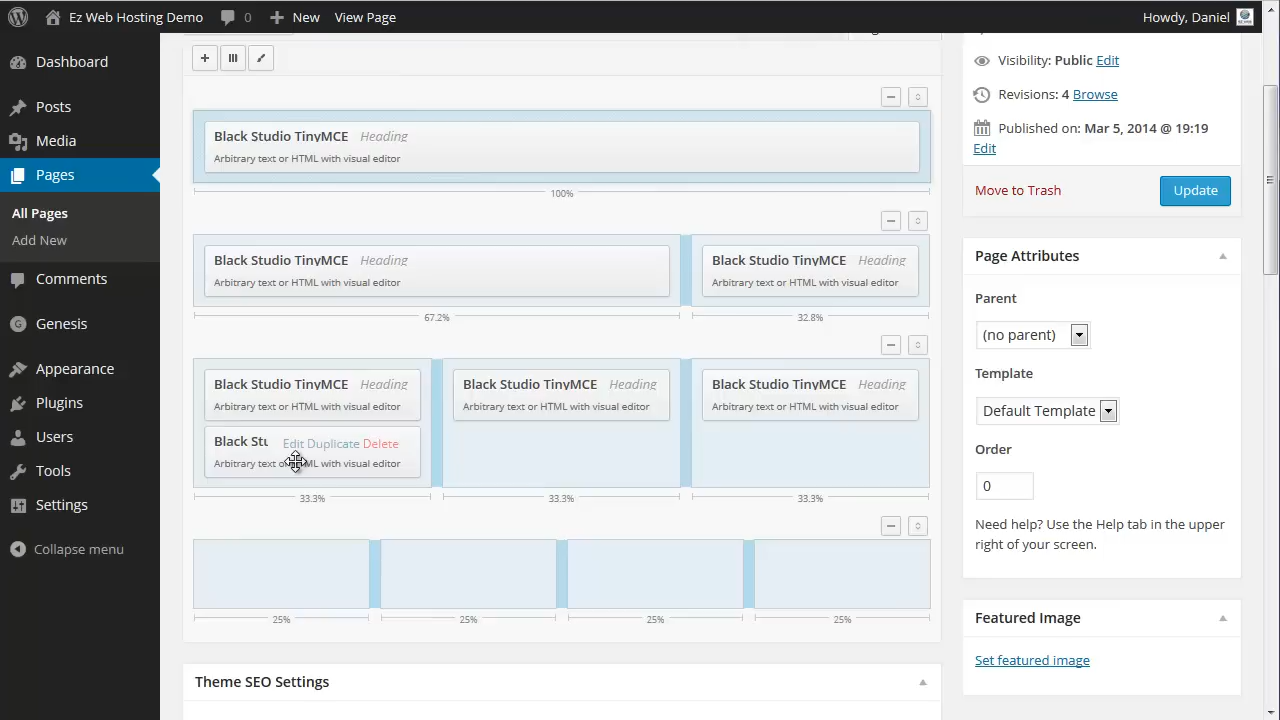 Ez Web Hosting Demo 0 New View Page Howdy, Daniel
Dashboard
Posts
Media
Pages
All Pages
Add New
Comments
Genesis
Appearance
Plugins
Users
Tools
Settings
Collapse menu
Black Studio TinyMCE Heading
Arbitrary text or HTML with visual editor
100%
Black Studio TinyMCE Heading
Arbitrary text or HTML with visual editor
67.2%
Black Studio TinyMCE Heading
Arbitrary text or HTML with visual editor
32.8%
Black Studio TinyMCE Heading
Arbitrary text or HTML with visual editor
Black Stu Edit Duplicate Delete
Arbitrary text or HTML with visual editor
33.3%
Black Studio TinyMCE Heading
Arbitrary text or HTML with visual editor
33.3%
Black Studio TinyMCE Heading
Arbitrary text or HTML with visual editor
33.3%
25% 25% 25% 25%
Theme SEO Settings
Visibility: Public Edit
Revisions: 4 Browse
Published on: Mar 5, 2014 @ 19:19
Edit
Move to Trash Update
Page Attributes
Parent
(no parent)
Template
Default Template
Order
0
Need help? Use the Help tab in the upper
right of your screen.
Featured Image
Set featured image